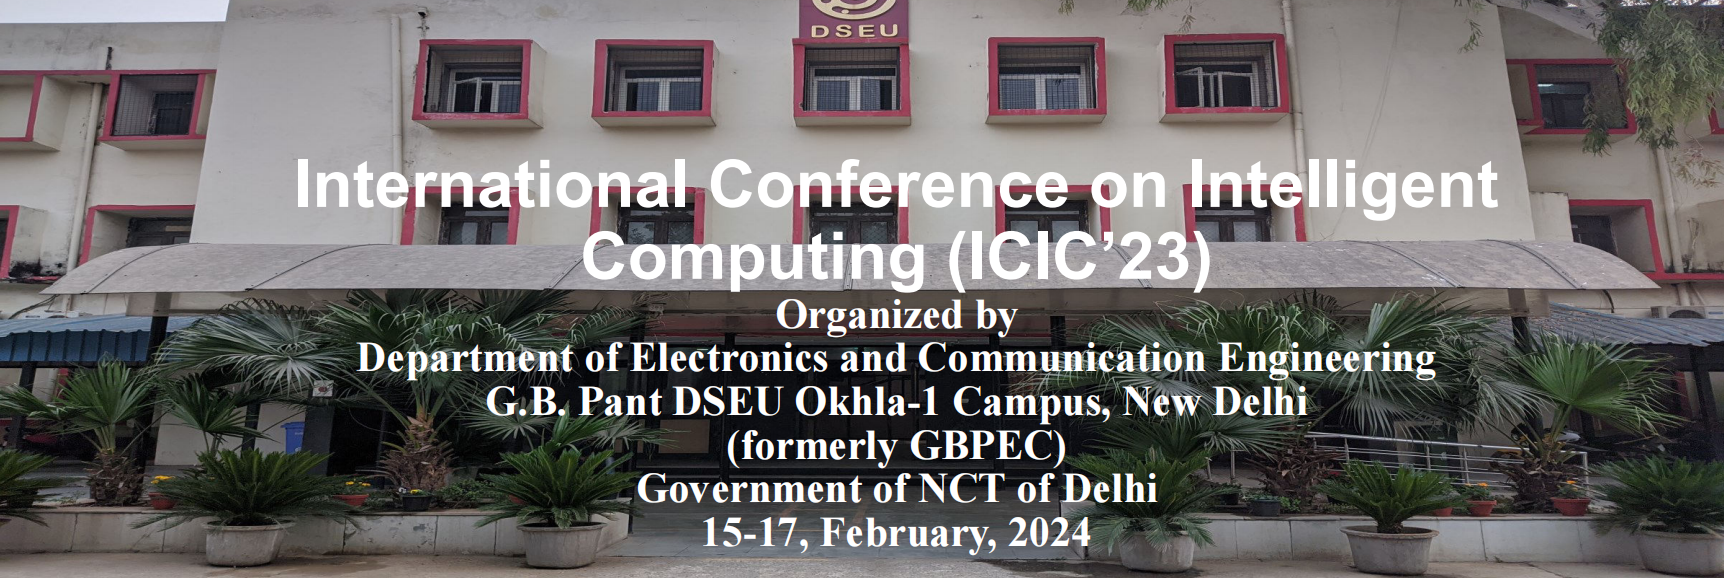 DSEU
International Conference on Intelligent
Computing (ICIC’23)
Organized by
Department of Electronics and Communication Engineering
G.B. Pant DSEU Okhla-1 Campus, New Delhi
(formerly GBPEC)
Government of NCT of Delhi
15-17, February, 2024